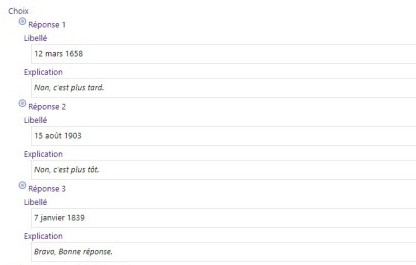 Choix
Réponse 1
Libellé
12 mars 1658
Explication
Non, c'est plus tard.
Réponse 2
Libellé
15 août 1903
Explication
Non, c'est plus tôt.
Réponse 3
Libellé
7 janvier 1839
Explication
Bravo, Bonne réponse.